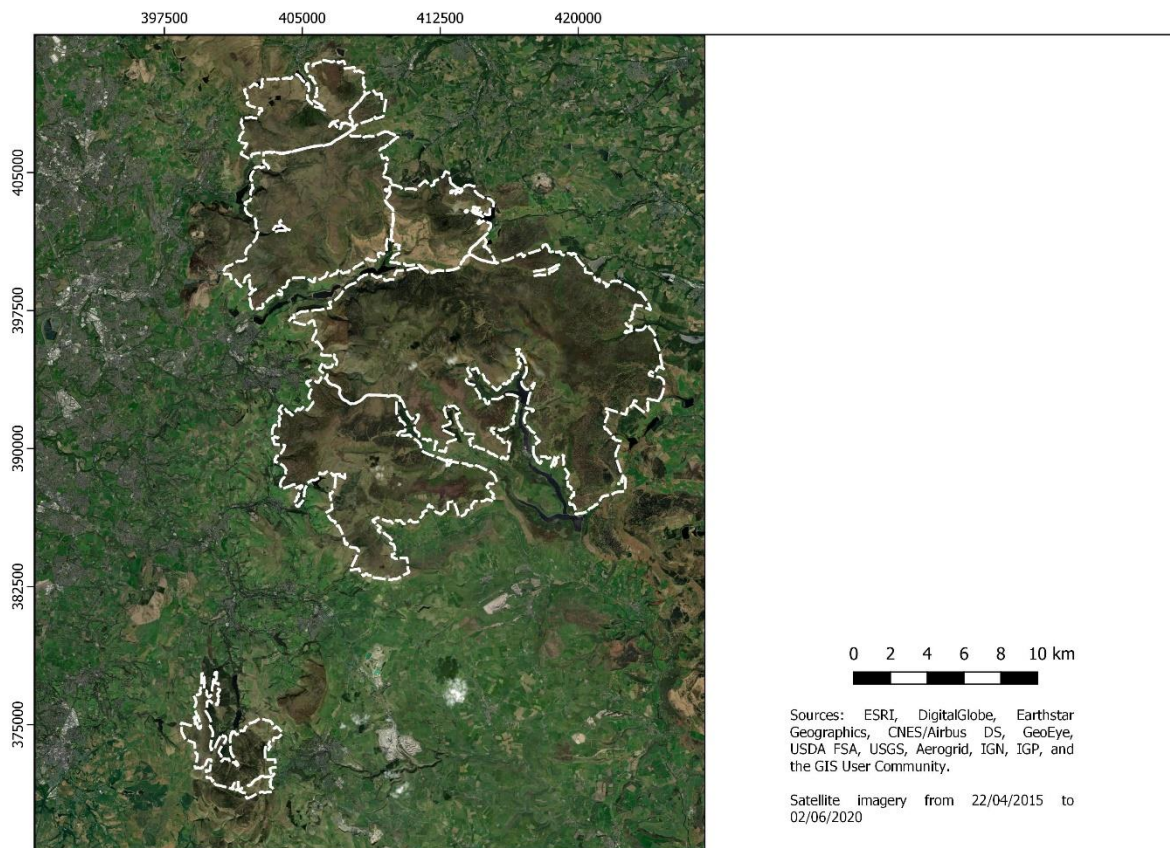 397500 405000 412500 420000
405000
397500
390000
382500
375000
0 2 4 6 8 10 km
Sources: ESRI, DigitalGlobe, Earthstar
Geographics, CNES/Airbus DS, GeoEye,
USDA FSA, USGS, Aerogrid, IGN, IGP, and
the GIS User Community.
Satellite imagery from 22/04/2015 to
02/06/2020